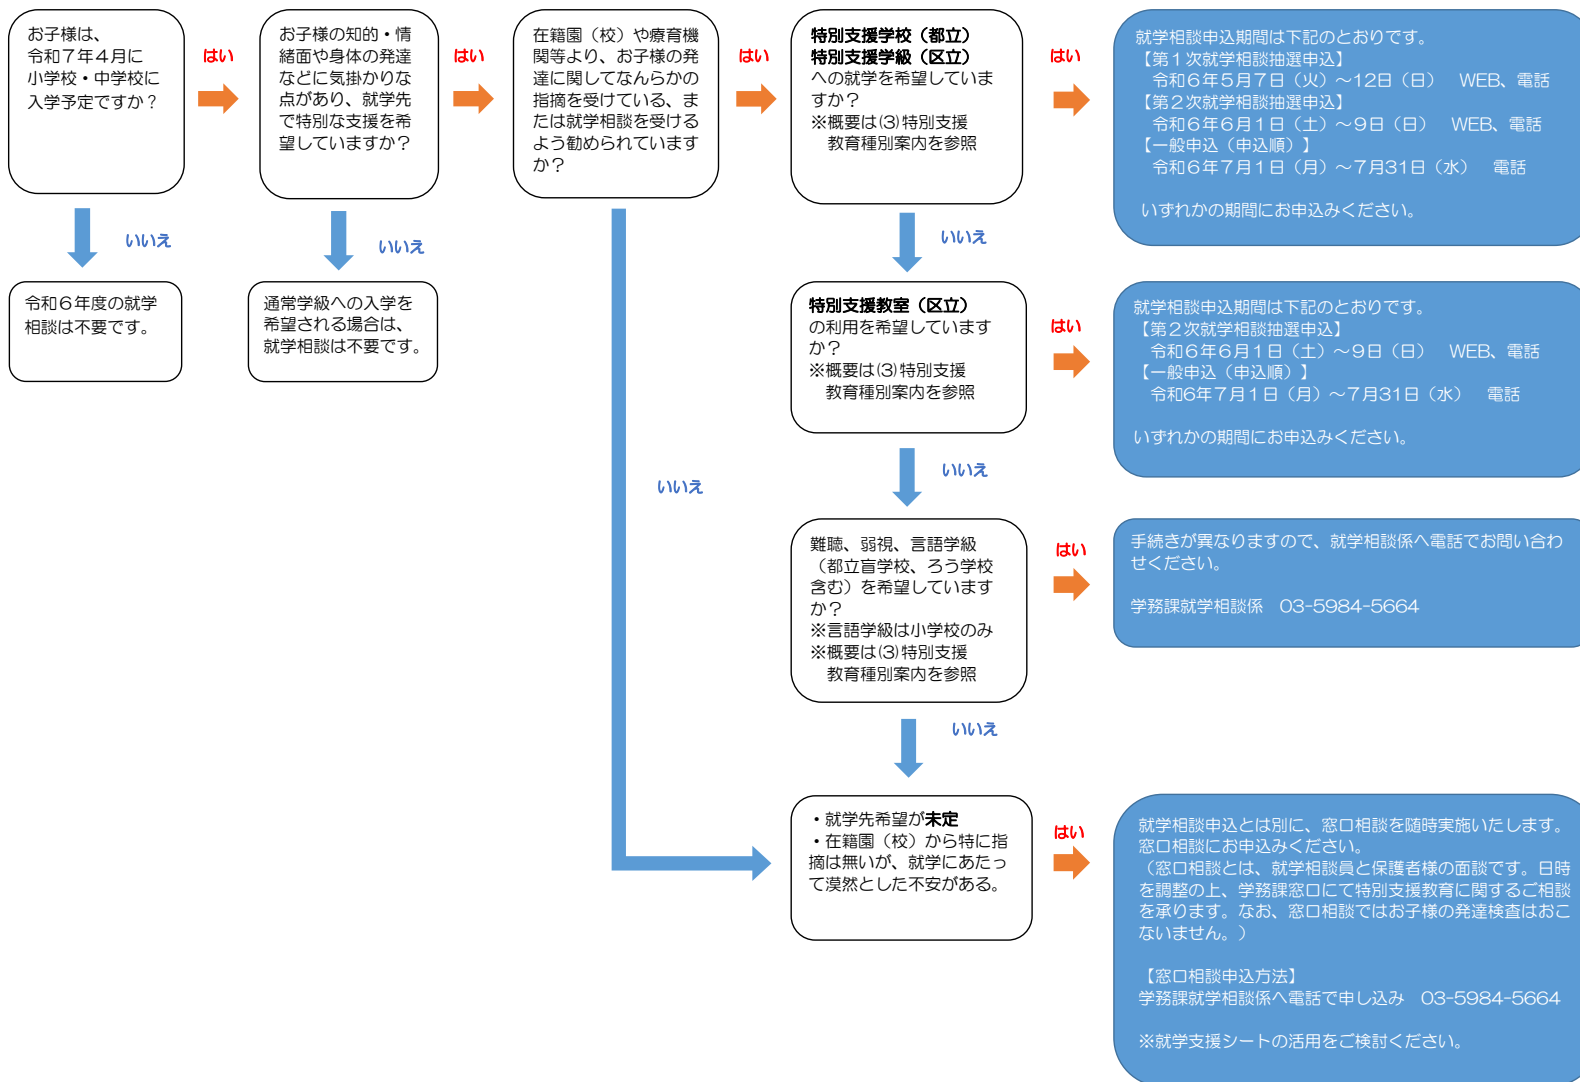 お子様は、
令和７年４月に
小学校・中学校に
入学予定ですか？
はい
お子様の知的・情
緒面や身体の発達
などに気掛かりな
点があり、就学先
で特別な支援を希
望していますか？
はい
在籍園（校）や療育機
関等より、お子様の発
達に関してなんらかの
指摘を受けている、ま
たは就学相談を受ける
よう勧められています
か？
はい
特別支援学校（都立）
特別支援学級（区立）
への就学を希望していま
すか？
※概要は(3)特別支援
教育種別案内を参照
はい
就学相談申込期間は下記のとおりです。
【第１次就学相談抽選申込】
令和６年５月７日（火）～12日（日）　WEB、電話
【第２次就学相談抽選申込】
令和６年６月１日（土）～９日（日）　WEB、電話
【一般申込（申込順）】
令和６年７月１日（月）～７月31日（水）　電話
いずれかの期間にお申込みください。
いいえ
いいえ
いいえ
令和６年度の就学
相談は不要です。
通常学級への入学を
希望される場合は、
就学相談は不要です。
特別支援教室（区立）
の利用を希望しています
か？
※概要は(3)特別支援
教育種別案内を参照
はい
就学相談申込期間は下記のとおりです。
【第２次就学相談抽選申込】
令和６年６月１日（土）～９日（日）　WEB、電話
【一般申込（申込順）】
令和6年７月１日（月）～７月31日（水）　電話
いずれかの期間にお申込みください。
いいえ
いいえ
難聴、弱視、言語学級
（都立盲学校、ろう学校
含む）を希望しています
か？
※言語学級は小学校のみ
※概要は(3)特別支援
教育種別案内を参照
はい
手続きが異なりますので、就学相談係へ電話でお問い合わ
せください。
学務課就学相談係　03-5984-5664
いいえ
・就学先希望が未定
・在籍園（校）から特に指
摘は無いが、就学にあたっ
て漠然とした不安がある。
はい
就学相談申込とは別に、窓口相談を随時実施いたします。
窓口相談にお申込みください。
（窓口相談とは、就学相談員と保護者様の面談です。日時
を調整の上、学務課窓口にて特別支援教育に関するご相談
を承ります。なお、窓口相談ではお子様の発達検査はおこ
ないません。）
【窓口相談申込方法】
学務課就学相談係へ電話で申し込み　03-5984-5664
※就学支援シートの活用をご検討ください。